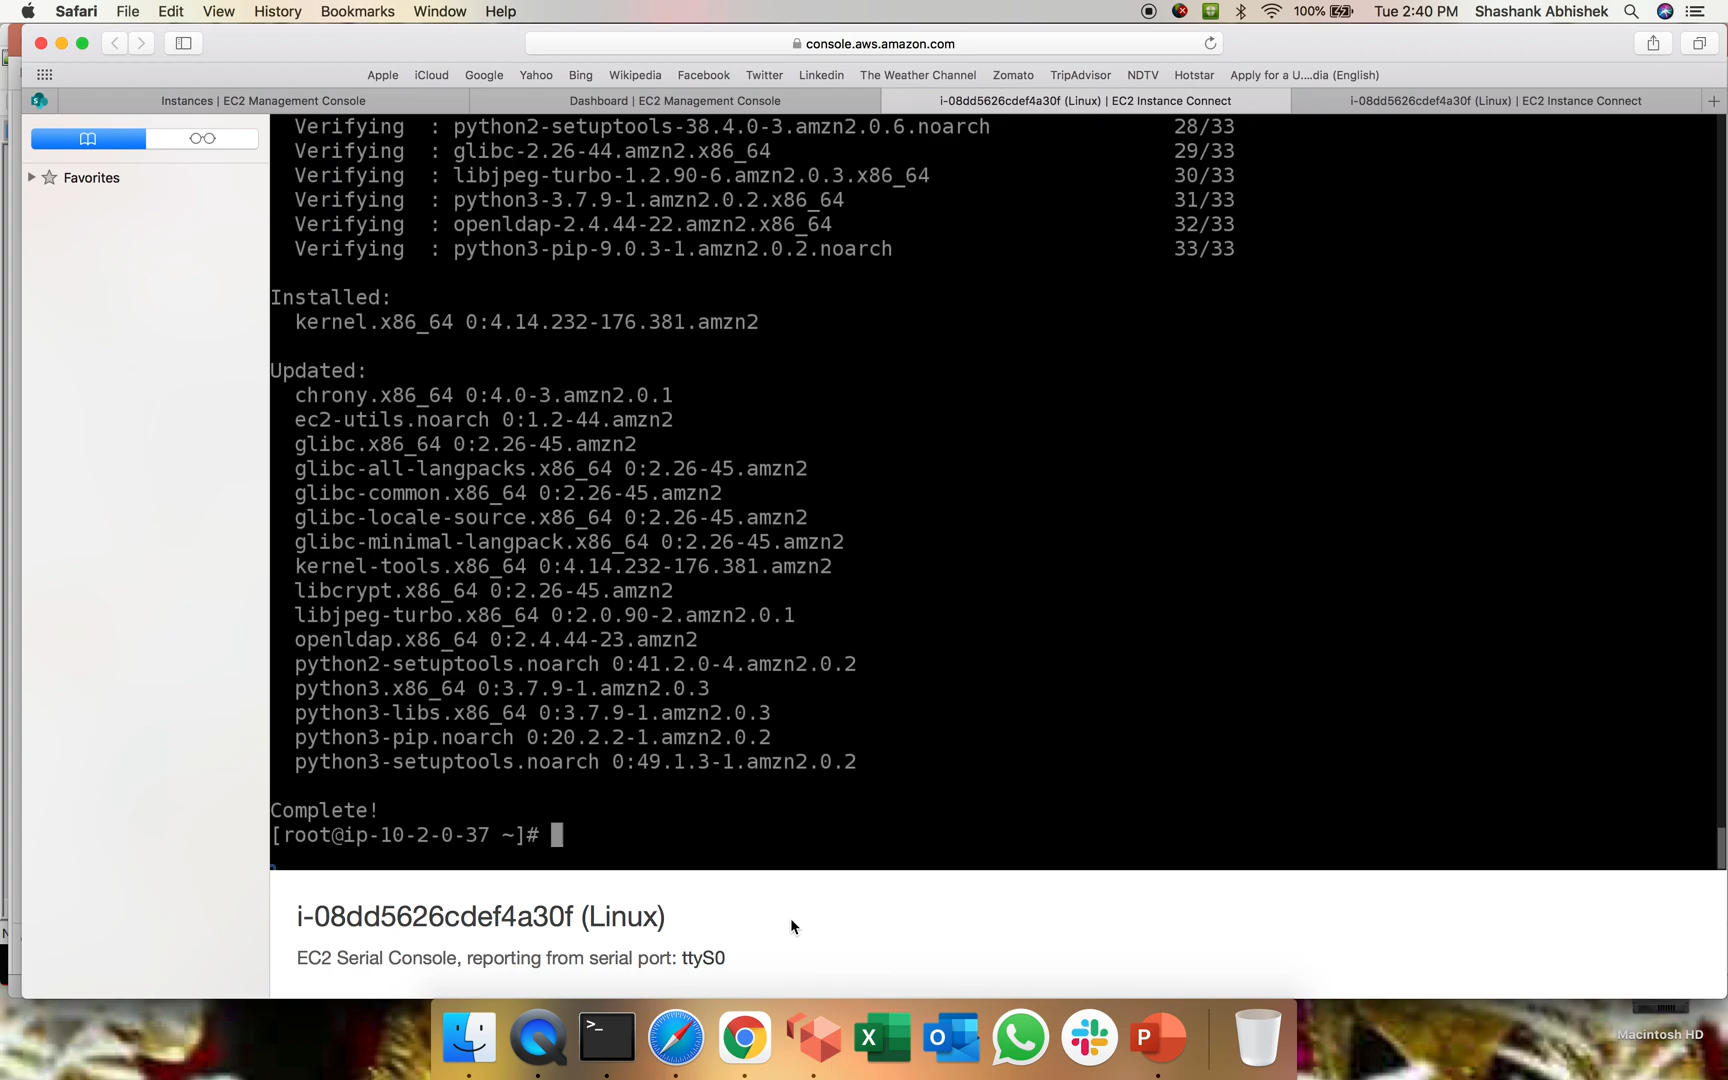 Safari File Edit View History Bookmarks Window Help 100% Tue 2:40 PM Shashank Abhishek
console.aws.amazon.com
Apple iCloud Google Yahoo Bing Wikipedia Facebook Twitter Linkedin The Weather Channel Zomato TripAdvisor NDTV Hotstar Apply for a U....dia (English)
Instances | EC2 Management Console Dashboard | EC2 Management Console i-08dd5626cdef4a30f (Linux) | EC2 Instance Connect i-08dd5626cdef4a30f (Linux) | EC2 Instance Connect
Favorites
Verifying : python2-setuptools-38.4.0-3.amzn2.0.6.noarch 28/33
Verifying : glibc-2.26-44.amzn2.x86_64 29/33
Verifying : libjpeg-turbo-1.2.90-6.amzn2.0.3.x86_64 30/33
Verifying : python3-3.7.9-1.amzn2.0.2.x86_64 31/33
Verifying : openldap-2.4.44-22.amzn2.x86_64 32/33
Verifying : python3-pip-9.0.3-1.amzn2.0.2.noarch 33/33
Installed:
kernel.x86_64 0:4.14.232-176.381.amzn2
Updated:
chrony.x86_64 0:4.0-3.amzn2.0.1
ec2-utils.noarch 0:1.2-44.amzn2
glibc.x86_64 0:2.26-45.amzn2
glibc-all-langpacks.x86_64 0:2.26-45.amzn2
glibc-common.x86_64 0:2.26-45.amzn2
glibc-locale-source.x86_64 0:2.26-45.amzn2
glibc-minimal-langpack.x86_64 0:2.26-45.amzn2
kernel-tools.x86_64 0:4.14.232-176.381.amzn2
libcrypt.x86_64 0:2.26-45.amzn2
libjpeg-turbo.x86_64 0:2.0.90-2.amzn2.0.1
openldap.x86_64 0:2.4.44-23.amzn2
python2-setuptools.noarch 0:41.2.0-4.amzn2.0.2
python3.x86_64 0:3.7.9-1.amzn2.0.3
python3-libs.x86_64 0:3.7.9-1.amzn2.0.3
python3-pip.noarch 0:20.2.2-1.amzn2.0.2
python3-setuptools.noarch 0:49.1.3-1.amzn2.0.2
Complete!
[root@ip-10-2-0-37 ~]#
i-08dd5626cdef4a30f (Linux)
EC2 Serial Console, reporting from serial port: ttyS0
Macintosh HD